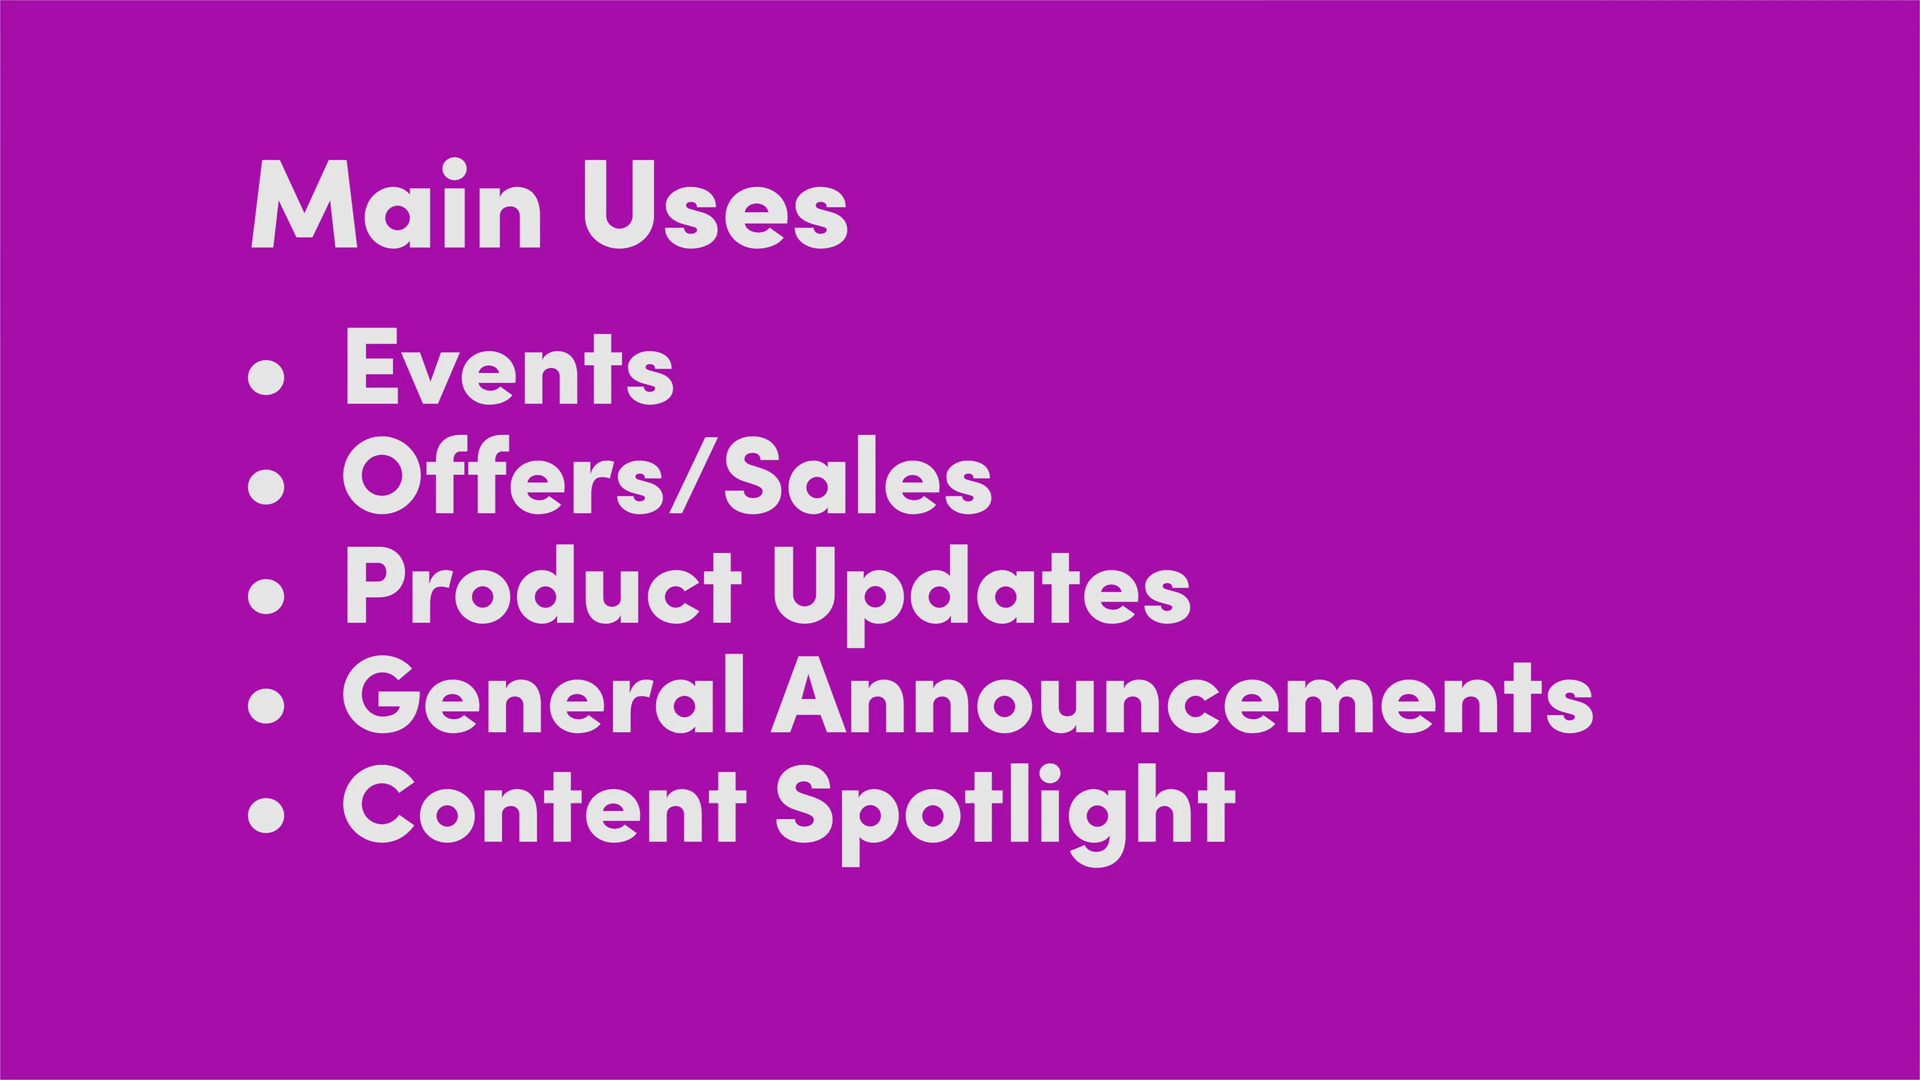 Main Uses
• Events
• Offers/Sales
• Product Updates
• General Announcements
• Content Spotlight